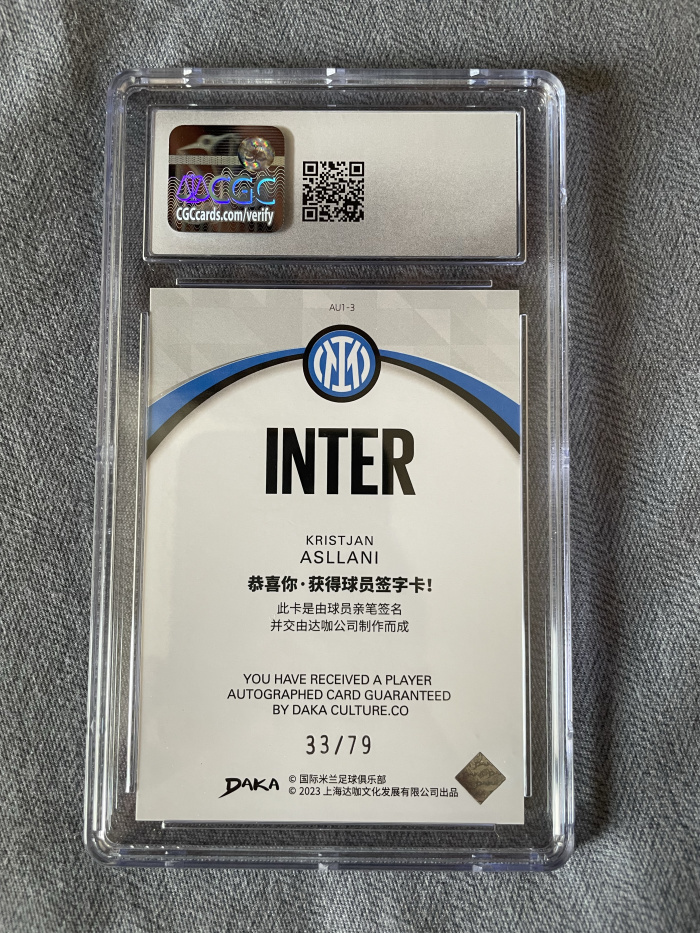 CGC
CGCcards.com/verify
AU1-3
INTER
KRISTJAN
ASLLANI
恭喜你·获得球员签字卡!
此卡是由球员亲笔签名
并交由达咖公司制作而成
YOU HAVE RECEIVED A PLAYER
AUTOGRAPHED CARD GUARANTEED
BY DAKA CULTURE.CO
33/79
DAKA
© 国际米兰足球俱乐部
© 2023 上海达咖文化发展有限公司出品